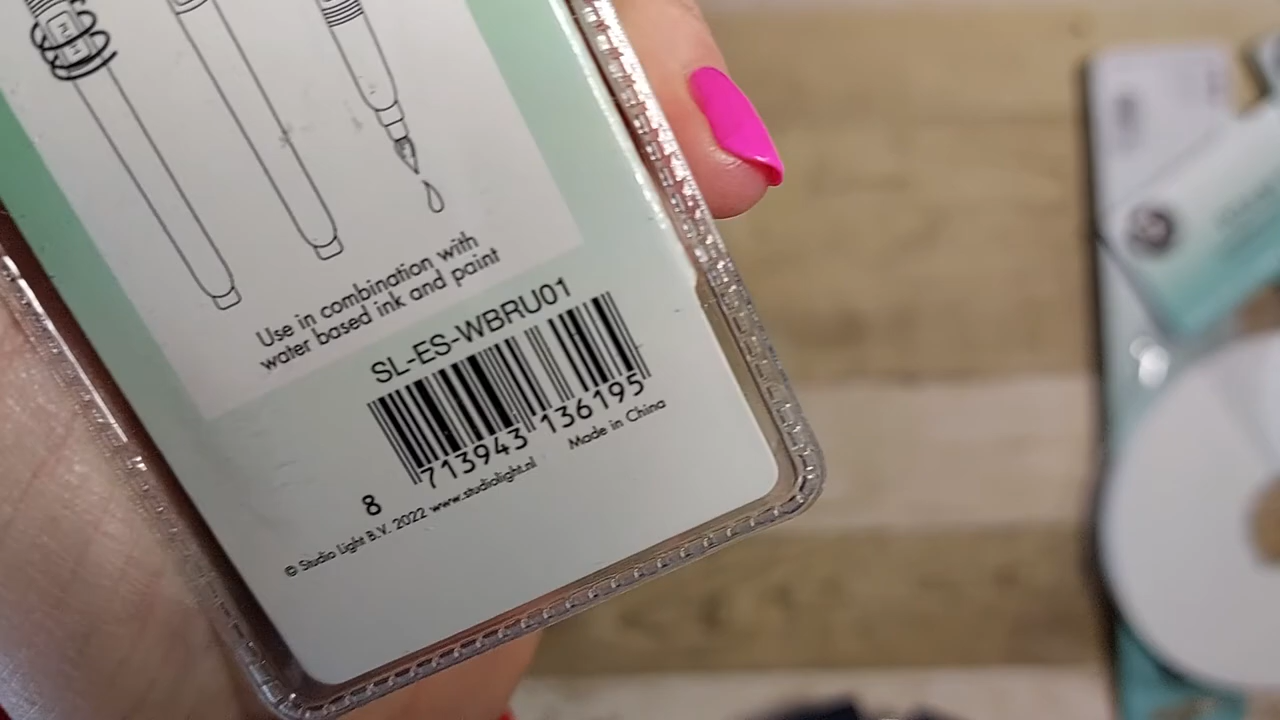 Use in combination with
water based ink and paint
SL-ES-WBRU01
8 713943 136195
Made in China
© Studio Light B.V. 2022 www.studiolight.nl